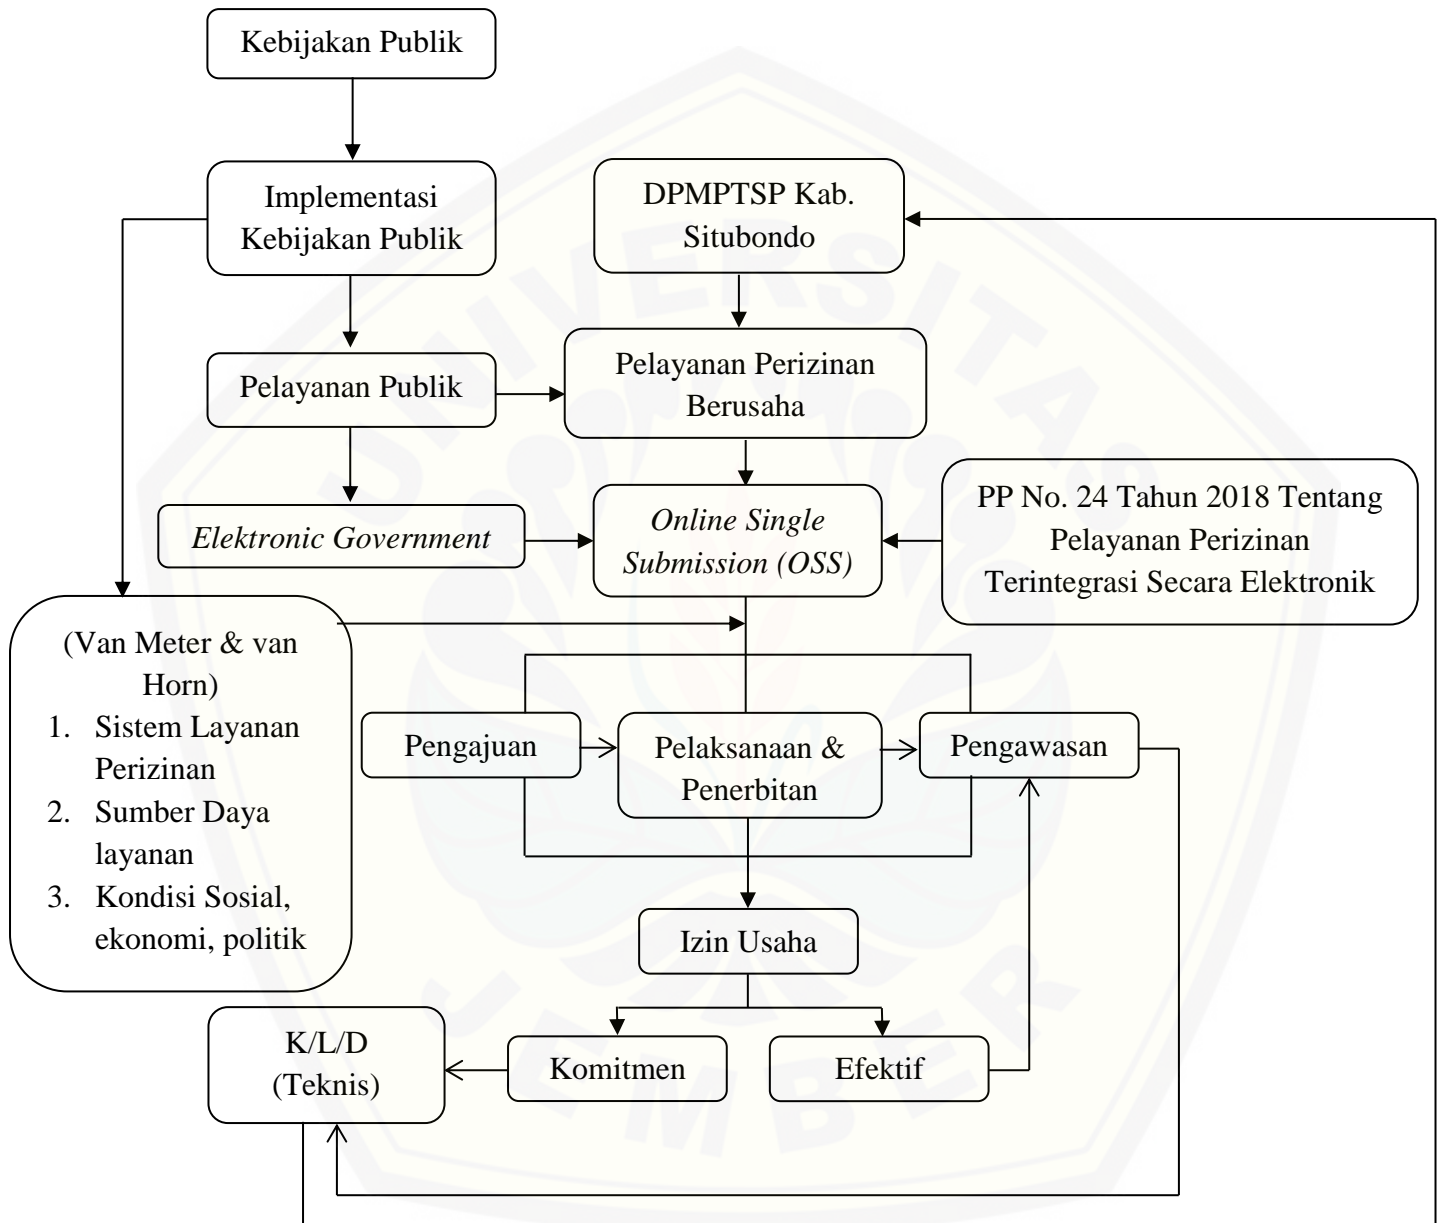 Kebijakan Publik
Implementasi
Kebijakan Publik
DPMPTSP Kab.
Situbondo
Pelayanan Publik
Pelayanan Perizinan
Berusaha
Elektronic Government
Online Single
Submission (OSS)
PP No. 24 Tahun 2018 Tentang
Pelayanan Perizinan
Terintegrasi Secara Elektronik
(Van Meter & van
Horn)
1. Sistem Layanan
Perizinan
2. Sumber Daya
layanan
3. Kondisi Sosial,
ekonomi, politik
Pengajuan
Pelaksanaan &
Penerbitan
Pengawasan
Izin Usaha
K/L/D
(Teknis)
Komitmen
Efektif
UNIVERSITAS
JEMBER